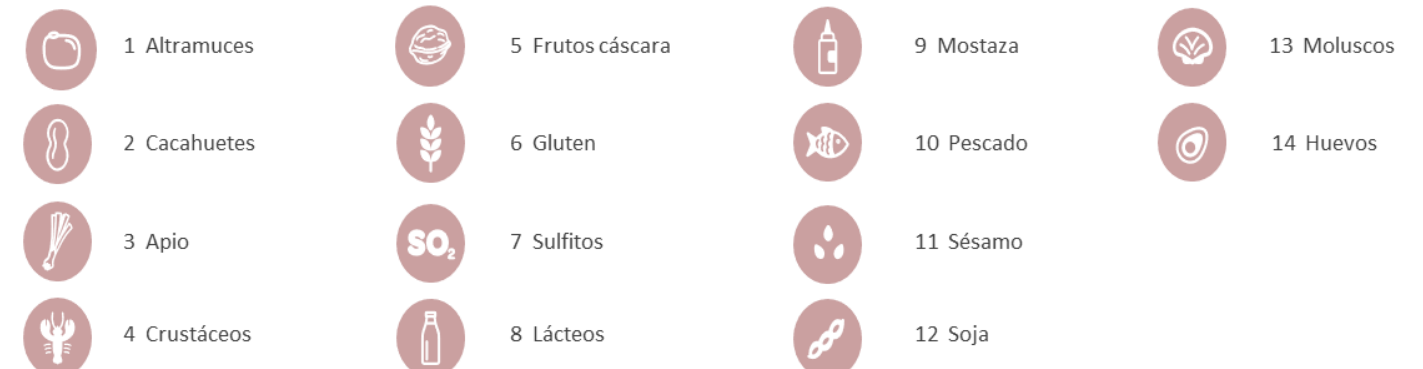 1 Altramuces
2 Cacahuetes
3 Apio
4 Crustáceos
5 Frutos cáscara
6 Gluten
SO2
7 Sulfitos
8 Lácteos
9 Mostaza
10 Pescado
11 Sésamo
12 Soja
13 Moluscos
14 Huevos